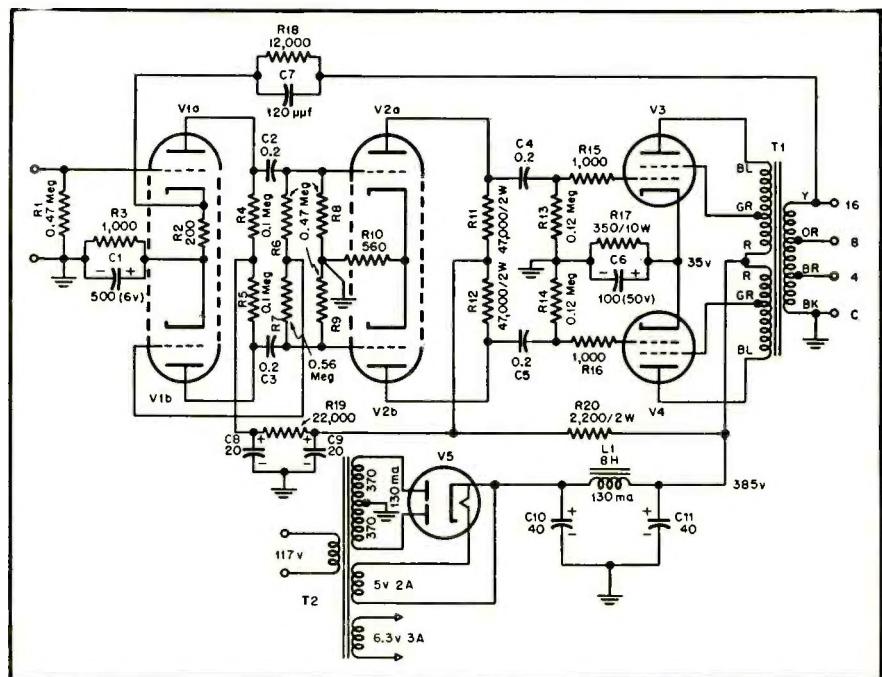 R18
12,000
C7
120 μμf
V1a
V2a
V3
T1
C2
0.2
C4
0.2
R15
1,000
BL
Y
16
R1
0.47 Meg
R3
1,000
R2
200
R4
0.1 Meg
R6
0.47 Meg
R8
R10
560
R11
47,000/2W
R13
0.12 Meg
R17
350/10W
GR
OR
8
C1
- +
500 (6v)
R5
0.1 Meg
R7
R9
R12
47,000/2W
R14
0.12 Meg
C6
- +
100 (50v)
35v
R
R
BR
4
GR
BK
C
0.2
C3
0.56
Meg
0.2
C5
1,000
R16
BL
V1b
V2b
V4
R19
22,000
R20
2,200/2W
C8
20
+
-
+
-
C9
20
V5
L1
8H
130 ma
385v
370
370
130 ma
C10
40
+
-
+
-
C11
40
117 v
T2
5v 2A
6.3v 3A